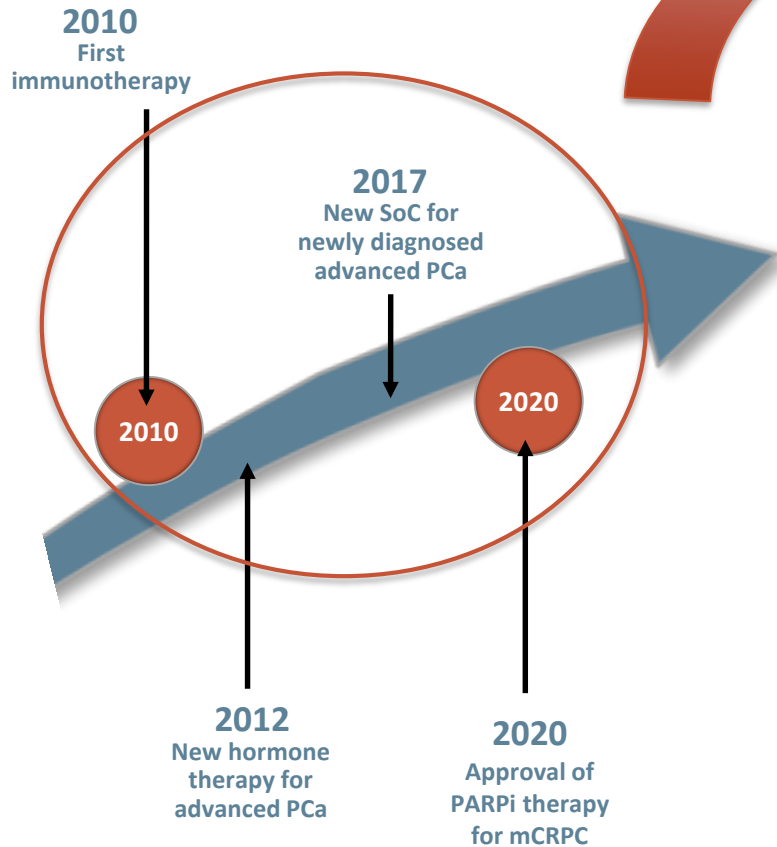 2010
First
immunotherapy
2017
New SoC for
newly diagnosed
advanced PCa
2010
2020
2012
New hormone
therapy for
advanced PCa
2020
Approval of
PARPi therapy
for mCRPC